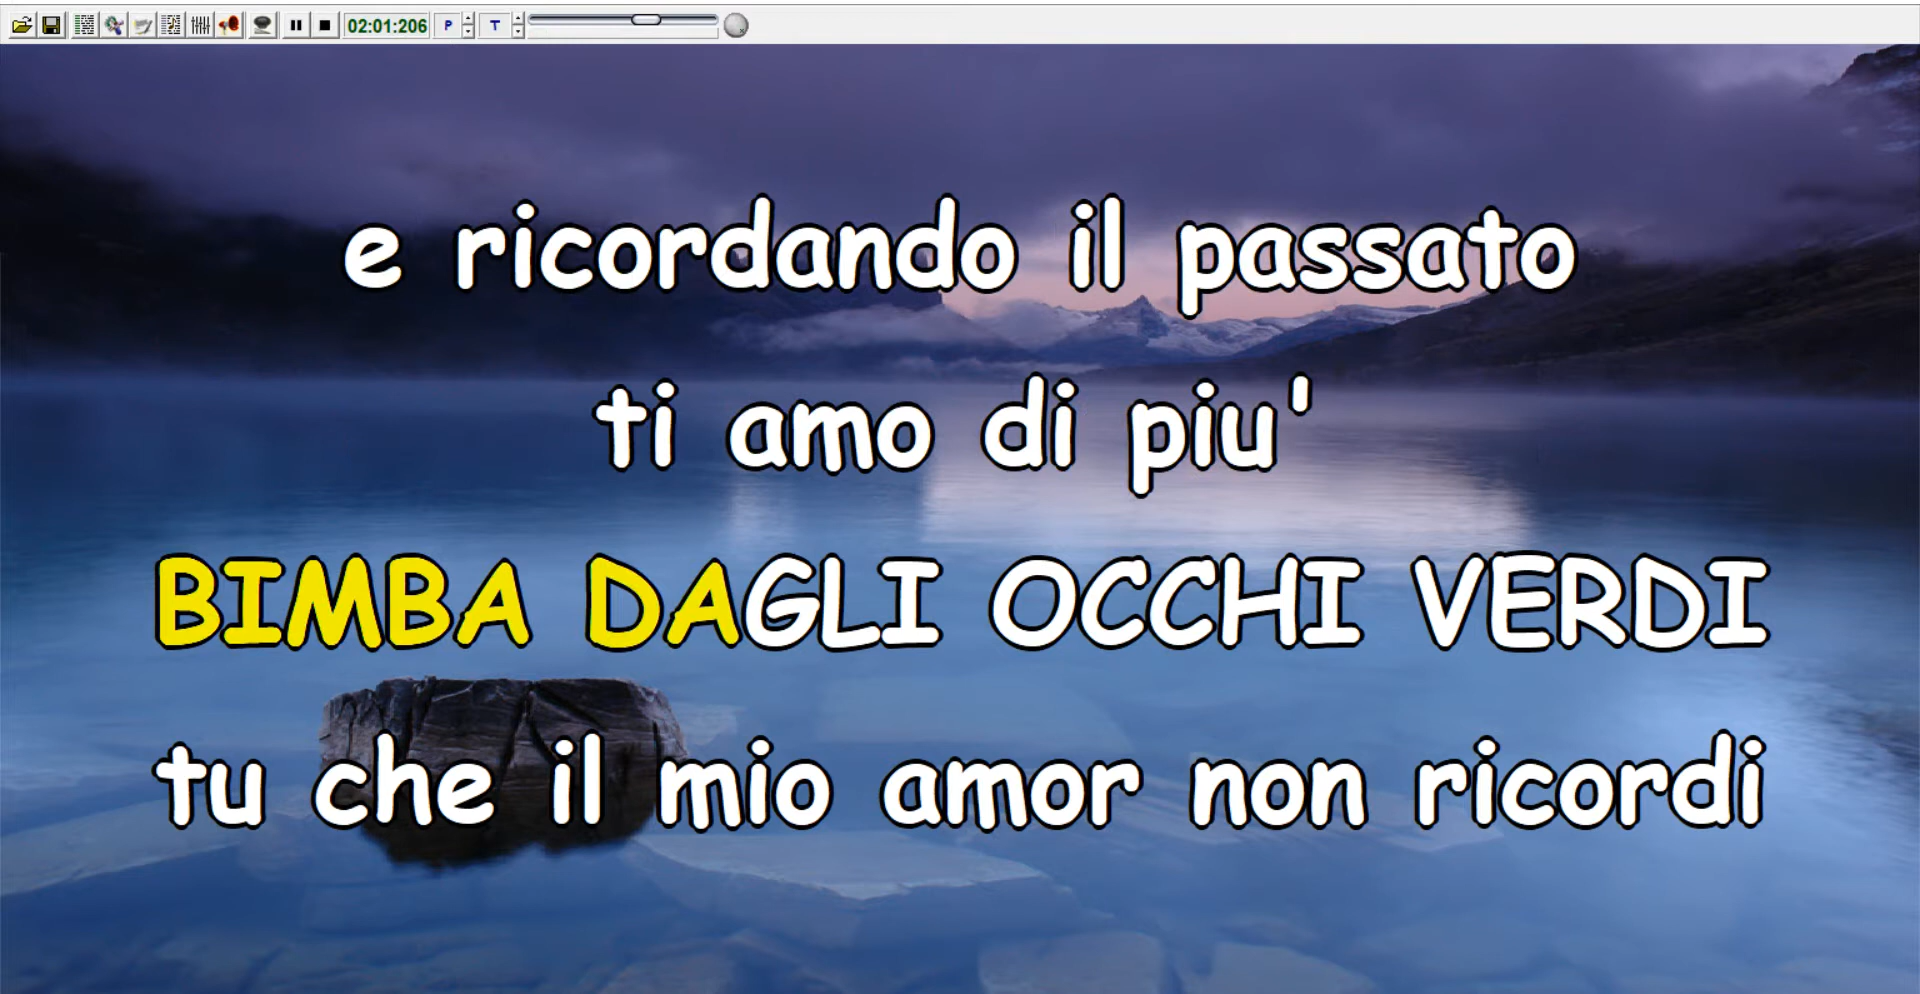 02:01:206 P T
e ricordando il passato
ti amo di piu'
BIMBA DAGLI OCCHI VERDI
tu che il mio amor non ricordi